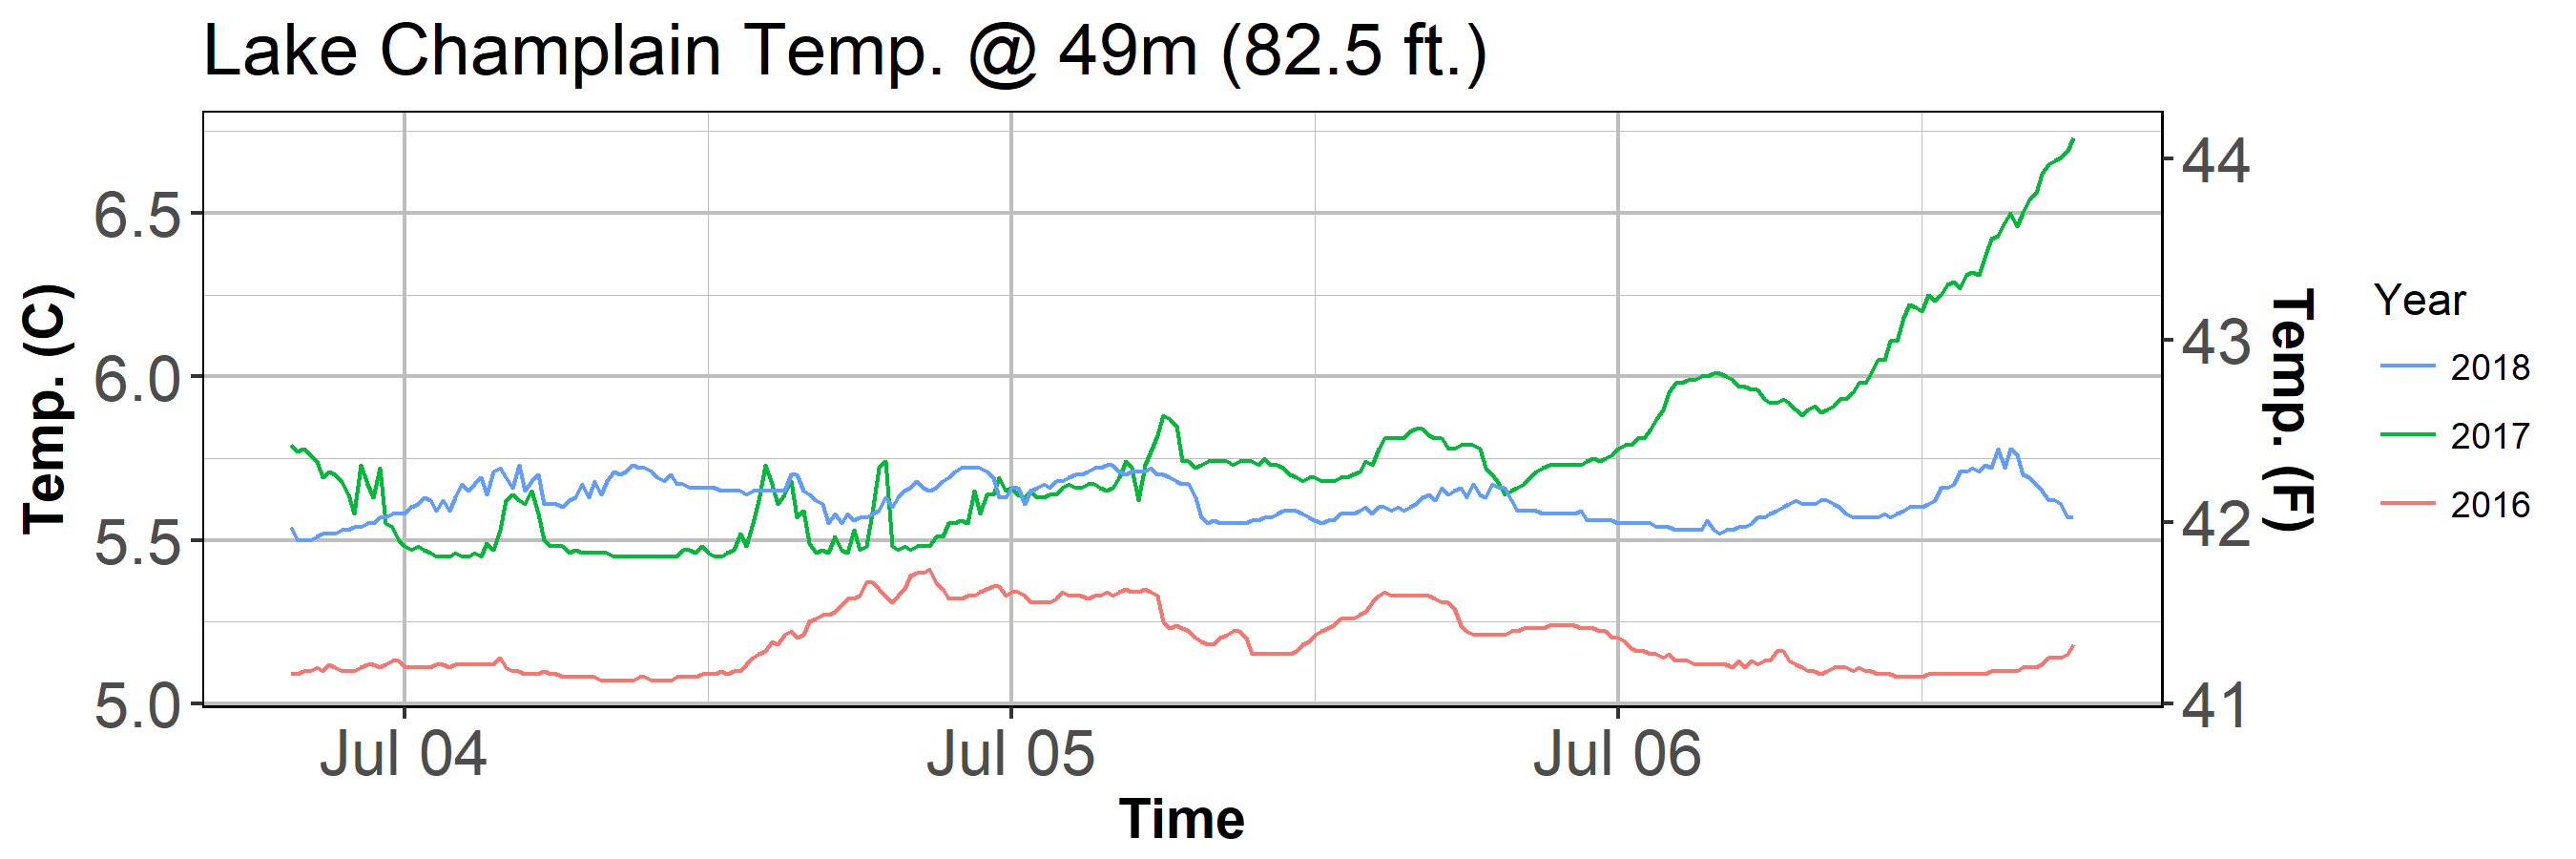 Lake Champlain Temp. @ 49m (82.5 ft.)
Temp. (C)
6.5
6.0
5.5
5.0
44
43
42
41
Temp. (F)
Jul 04
Jul 05
Jul 06
Time
Year
2018
2017
2016